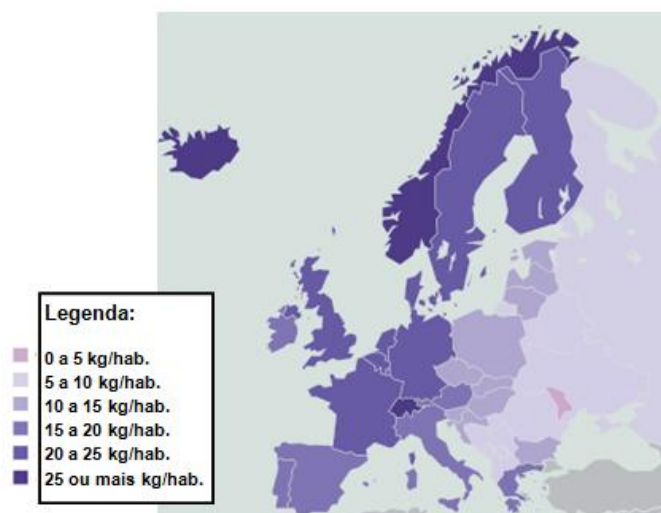 Legenda:
0 a 5 kg/hab.
5 a 10 kg/hab.
10 a 15 kg/hab.
15 a 20 kg/hab.
20 a 25 kg/hab.
25 ou mais kg/hab.